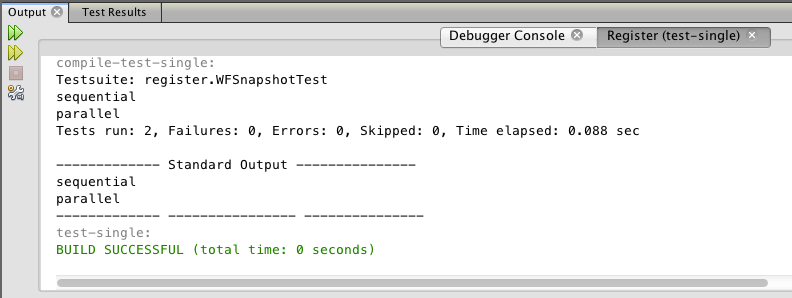 Output
Test Results
Debugger Console
Register (test-single)
compile-test-single:
Testsuite: register.WFSnapshotTest
sequential
parallel
Tests run: 2, Failures: 0, Errors: 0, Skipped: 0, Time elapsed: 0.088 sec
------------- Standard Output ---------------
sequential
parallel
------------- ---------------- ---------------
test-single:
BUILD SUCCESSFUL (total time: 0 seconds)